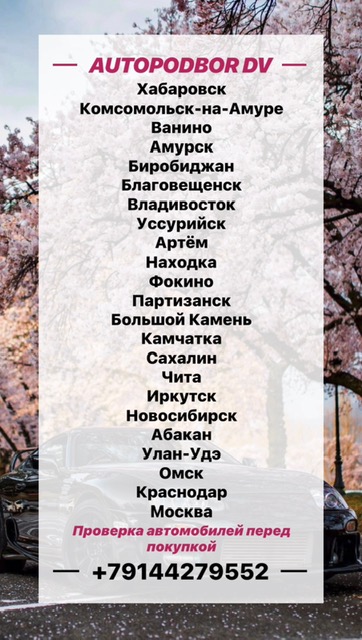 AUTOPODBOR DV
Хабаровск
Комсомольск-на-Амуре
Ванино
Амурск
Биробиджан
Благовещенск
Владивосток
Уссурийск
Артём
Находка
Фокино
Партизанск
Большой Камень
Камчатка
Сахалин
Чита
Иркутск
Новосибирск
Абакан
Улан-Удэ
Омск
Краснодар
Москва
Проверка автомобилей перед
покупкой
+79144279552